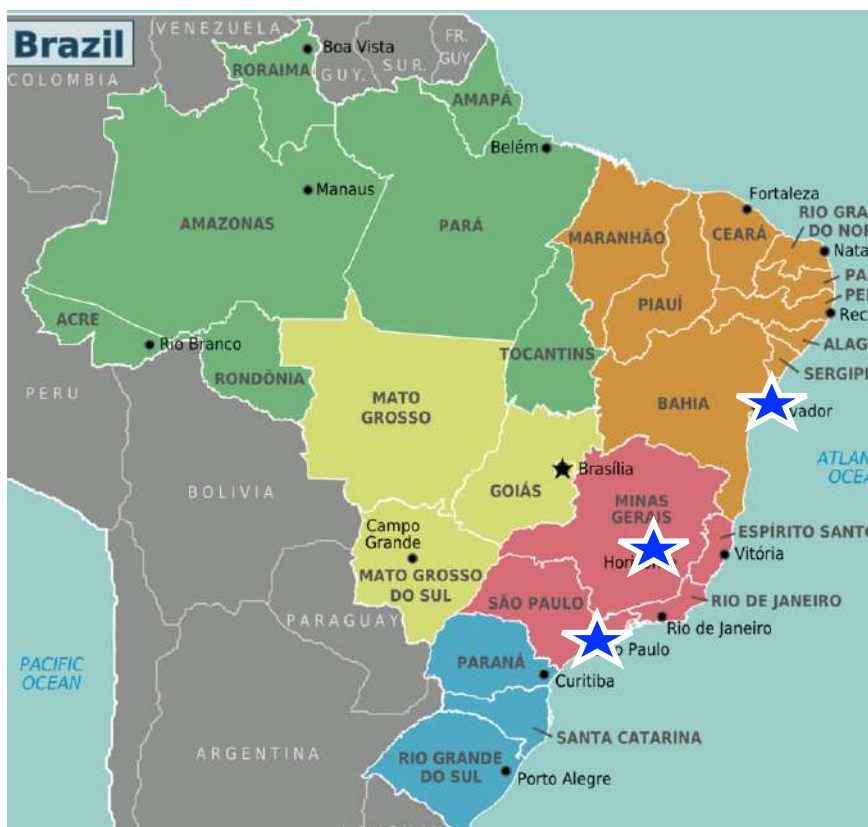 Brazil
VENEZUELA
FR.
GUY.
Boa Vista
GUY.
SUR.
COLOMBIA
RORAIMA
AMAPÁ
Belém
Manaus
Fortaleza
AMAZONAS
PARÁ
MARANHÃO
CEARÁ
RIO GRA
DO NOR
Nata
PIAUÍ
PA
PE
Rec
ACRE
Rio Branco
TOCANTINS
ALAG
RONDÔNIA
SERGIPE
PERU
MATO
GROSSO
BAHIA
vador
BOLIVIA
GOIÁS
Brasília
ATLAN
OCEA
MINAS
GERAIS
Campo
Grande
ESPÍRITO SANTO
Vitória
MATO GROSSO
DO SUL
SÃO PAULO
RIO DE JANEIRO
PARAGUAY
Rio de Janeiro
o Paulo
PACIFIC
OCEAN
PARANÁ
Curitiba
SANTA CATARINA
ARGENTINA
RIO GRANDE
DO SUL
Porto Alegre